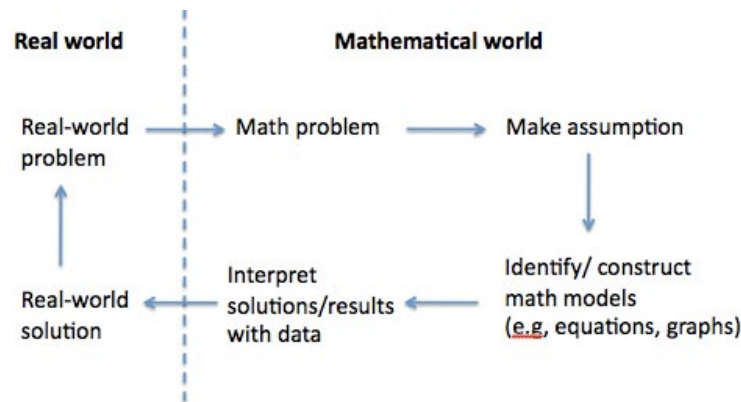 Real world
Mathematical world
Real-world
problem
Math problem
Make assumption
Identify/ construct
math models
(e.g, equations, graphs)
Interpret
solutions/results
with data
Real-world
solution